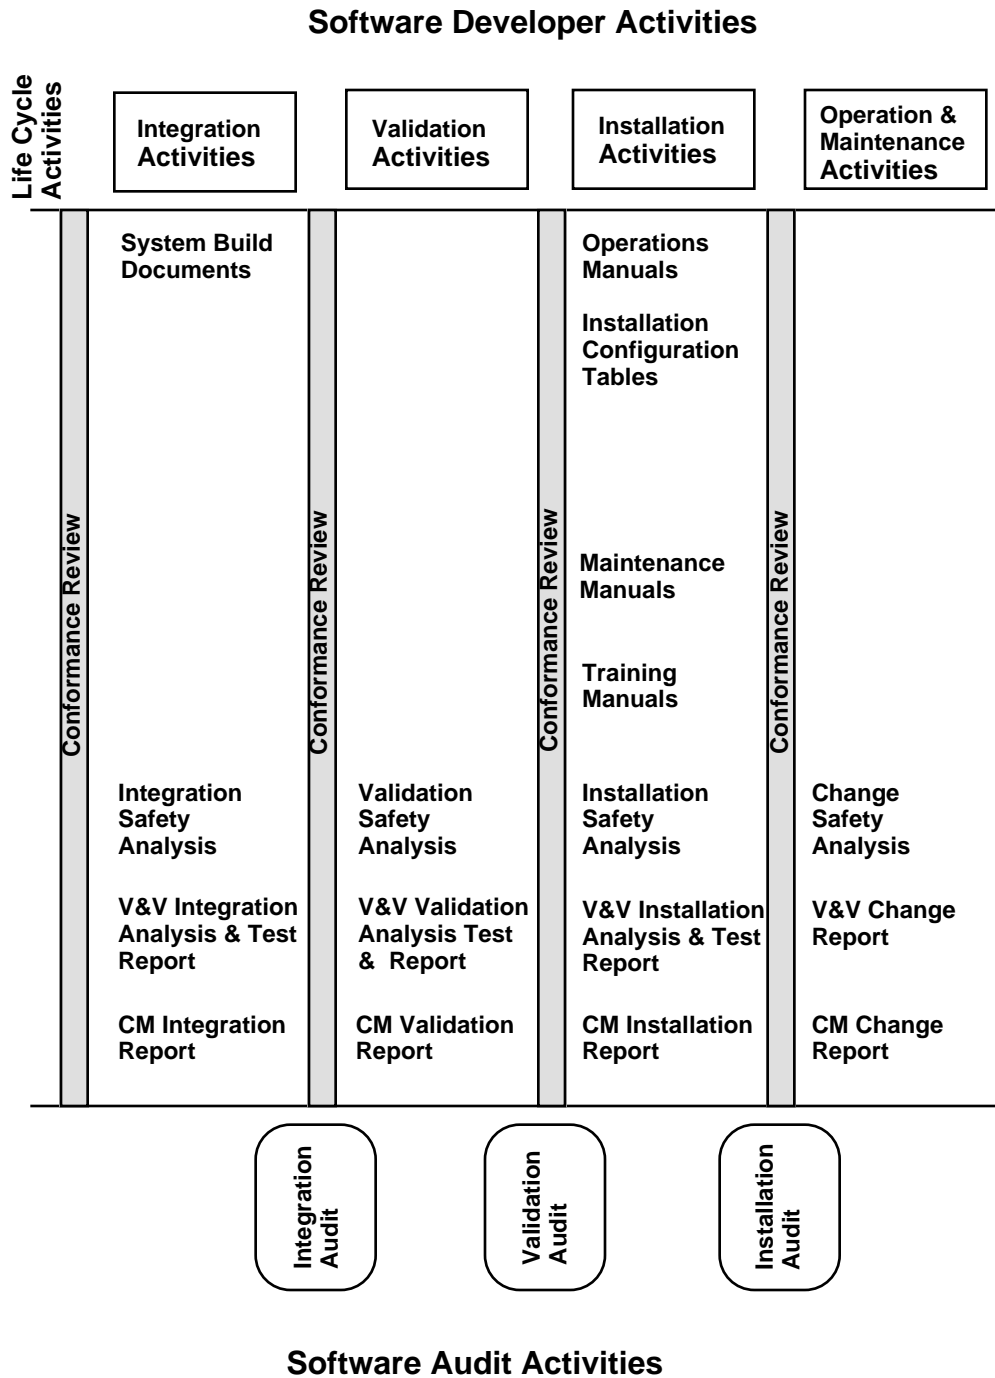 Software Developer Activities
Life Cycle
Activities
Integration
Activities
Validation
Activities
Installation
Activities
Operation &
Maintenance
Activities
Conformance Review
System Build
Documents
Integration
Safety
Analysis
V&V Integration
Analysis & Test
Report
CM Integration
Report
Conformance Review
Validation
Safety
Analysis
V&V Validation
Analysis Test
& Report
CM Validation
Report
Conformance Review
Operations
Manuals
Installation
Configuration
Tables
Maintenance
Manuals
Training
Manuals
Installation
Safety
Analysis
V&V Installation
Analysis & Test
Report
CM Installation
Report
Conformance Review
Change
Safety
Analysis
V&V Change
Report
CM Change
Report
Integration
Audit
Validation
Audit
Installation
Audit
Software Audit Activities